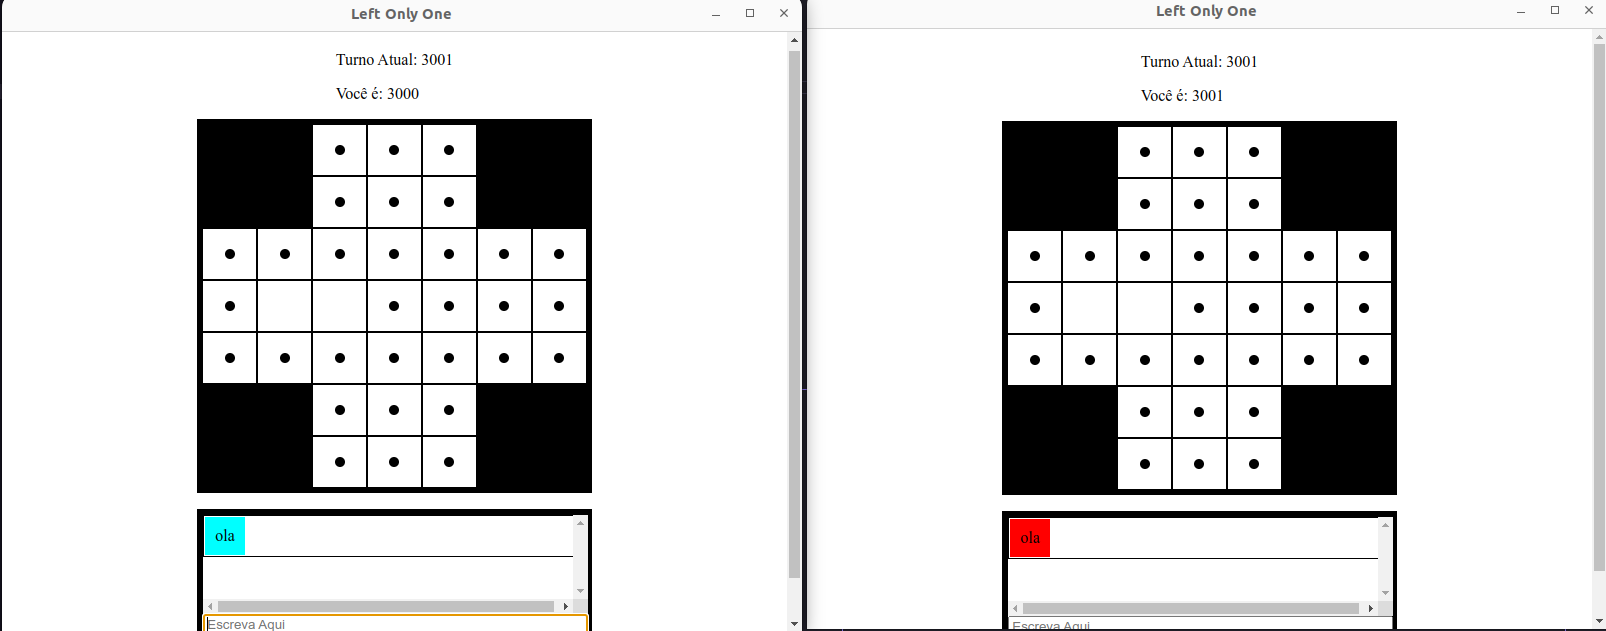 Left Only One
Turno Atual: 3001
Você é: 3000
ola
Escreva Aqui
Left Only One
Turno Atual: 3001
Você é: 3001
ola
Escreva Aqui